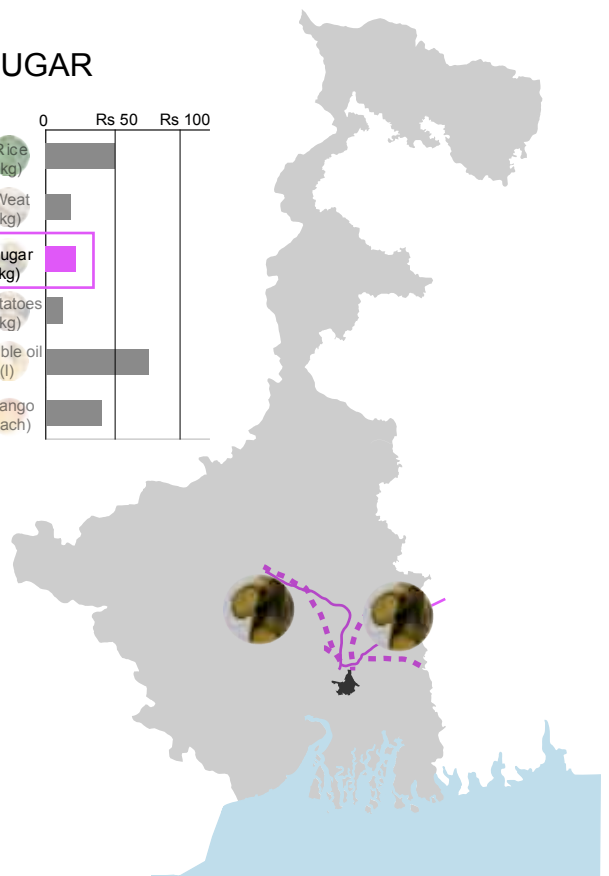 UGAR
0 Rs 50 Rs 100
Rice
kg)
Weat
kg)
ugar
kg)
tatoes
kg)
ble oil
(l)
ango
ach)